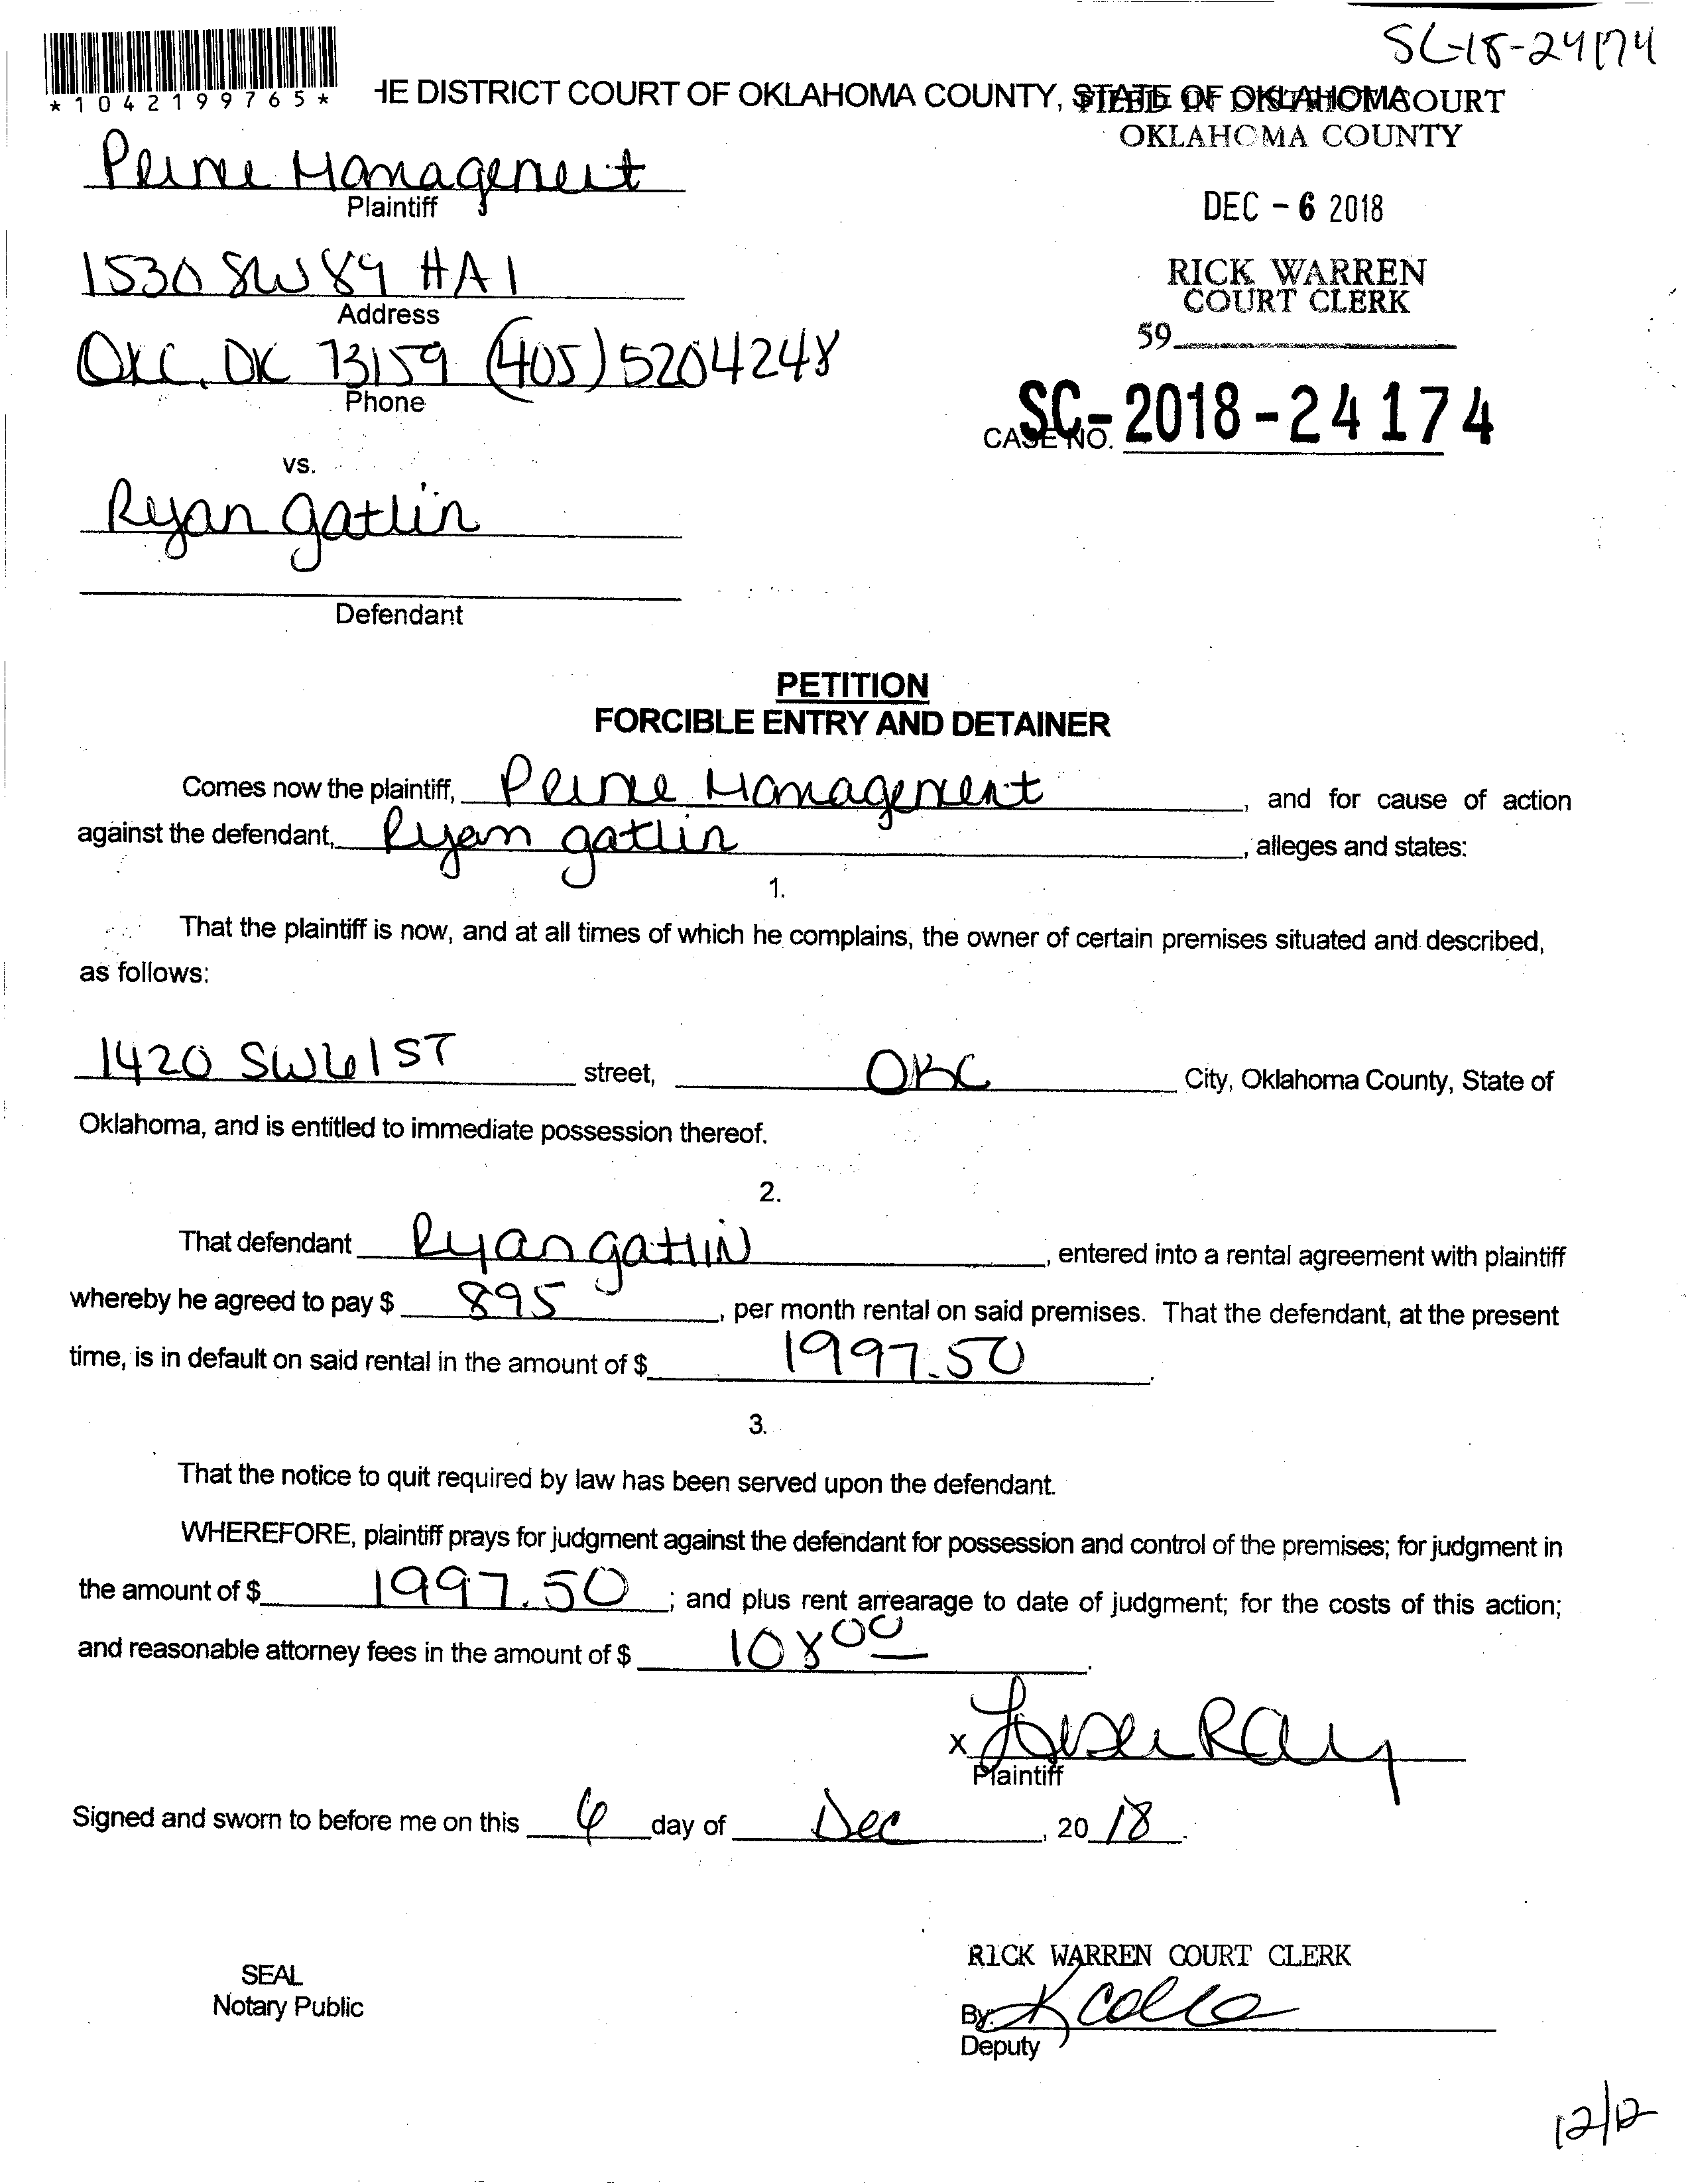 SC-18-24174
*1042199765*
HE DISTRICT COURT OF OKLAHOMA COUNTY, STATE OF OKLAHOMA
FILED IN DISTRICT COURT
OKLAHOMA COUNTY
Prime Management
Plaintiff
DEC - 6 2018
1530 SW 89 #A1
Address
RICK WARREN
COURT CLERK
59
OKC, OK 73159 (405) 5204248
Phone
CASE NO. SC-2018-24174
vs.
Ryan gatlin
Defendant
PETITION
FORCIBLE ENTRY AND DETAINER
Comes now the plaintiff, Prime Management, and for cause of action
against the defendant, Ryan gatlin, alleges and states:
1.
That the plaintiff is now, and at all times of which he complains, the owner of certain premises situated and described,
as follows:
1420 SW 61 ST street, OKC City, Oklahoma County, State of
Oklahoma, and is entitled to immediate possession thereof.
2.
That defendant Ryan gatlin, entered into a rental agreement with plaintiff
whereby he agreed to pay $ 895, per month rental on said premises. That the defendant, at the present
time, is in default on said rental in the amount of $ 1997.50.
3.
That the notice to quit required by law has been served upon the defendant.
WHEREFORE, plaintiff prays for judgment against the defendant for possession and control of the premises; for judgment in
the amount of $ 1997.50; and plus rent arrearage to date of judgment; for the costs of this action;
and reasonable attorney fees in the amount of $ 108 00.
x Ray
Plaintiff
Signed and sworn to before me on this 6 day of Dec, 20 18.
RICK WARREN COURT CLERK
SEAL
Notary Public
By:
Deputy
12/12